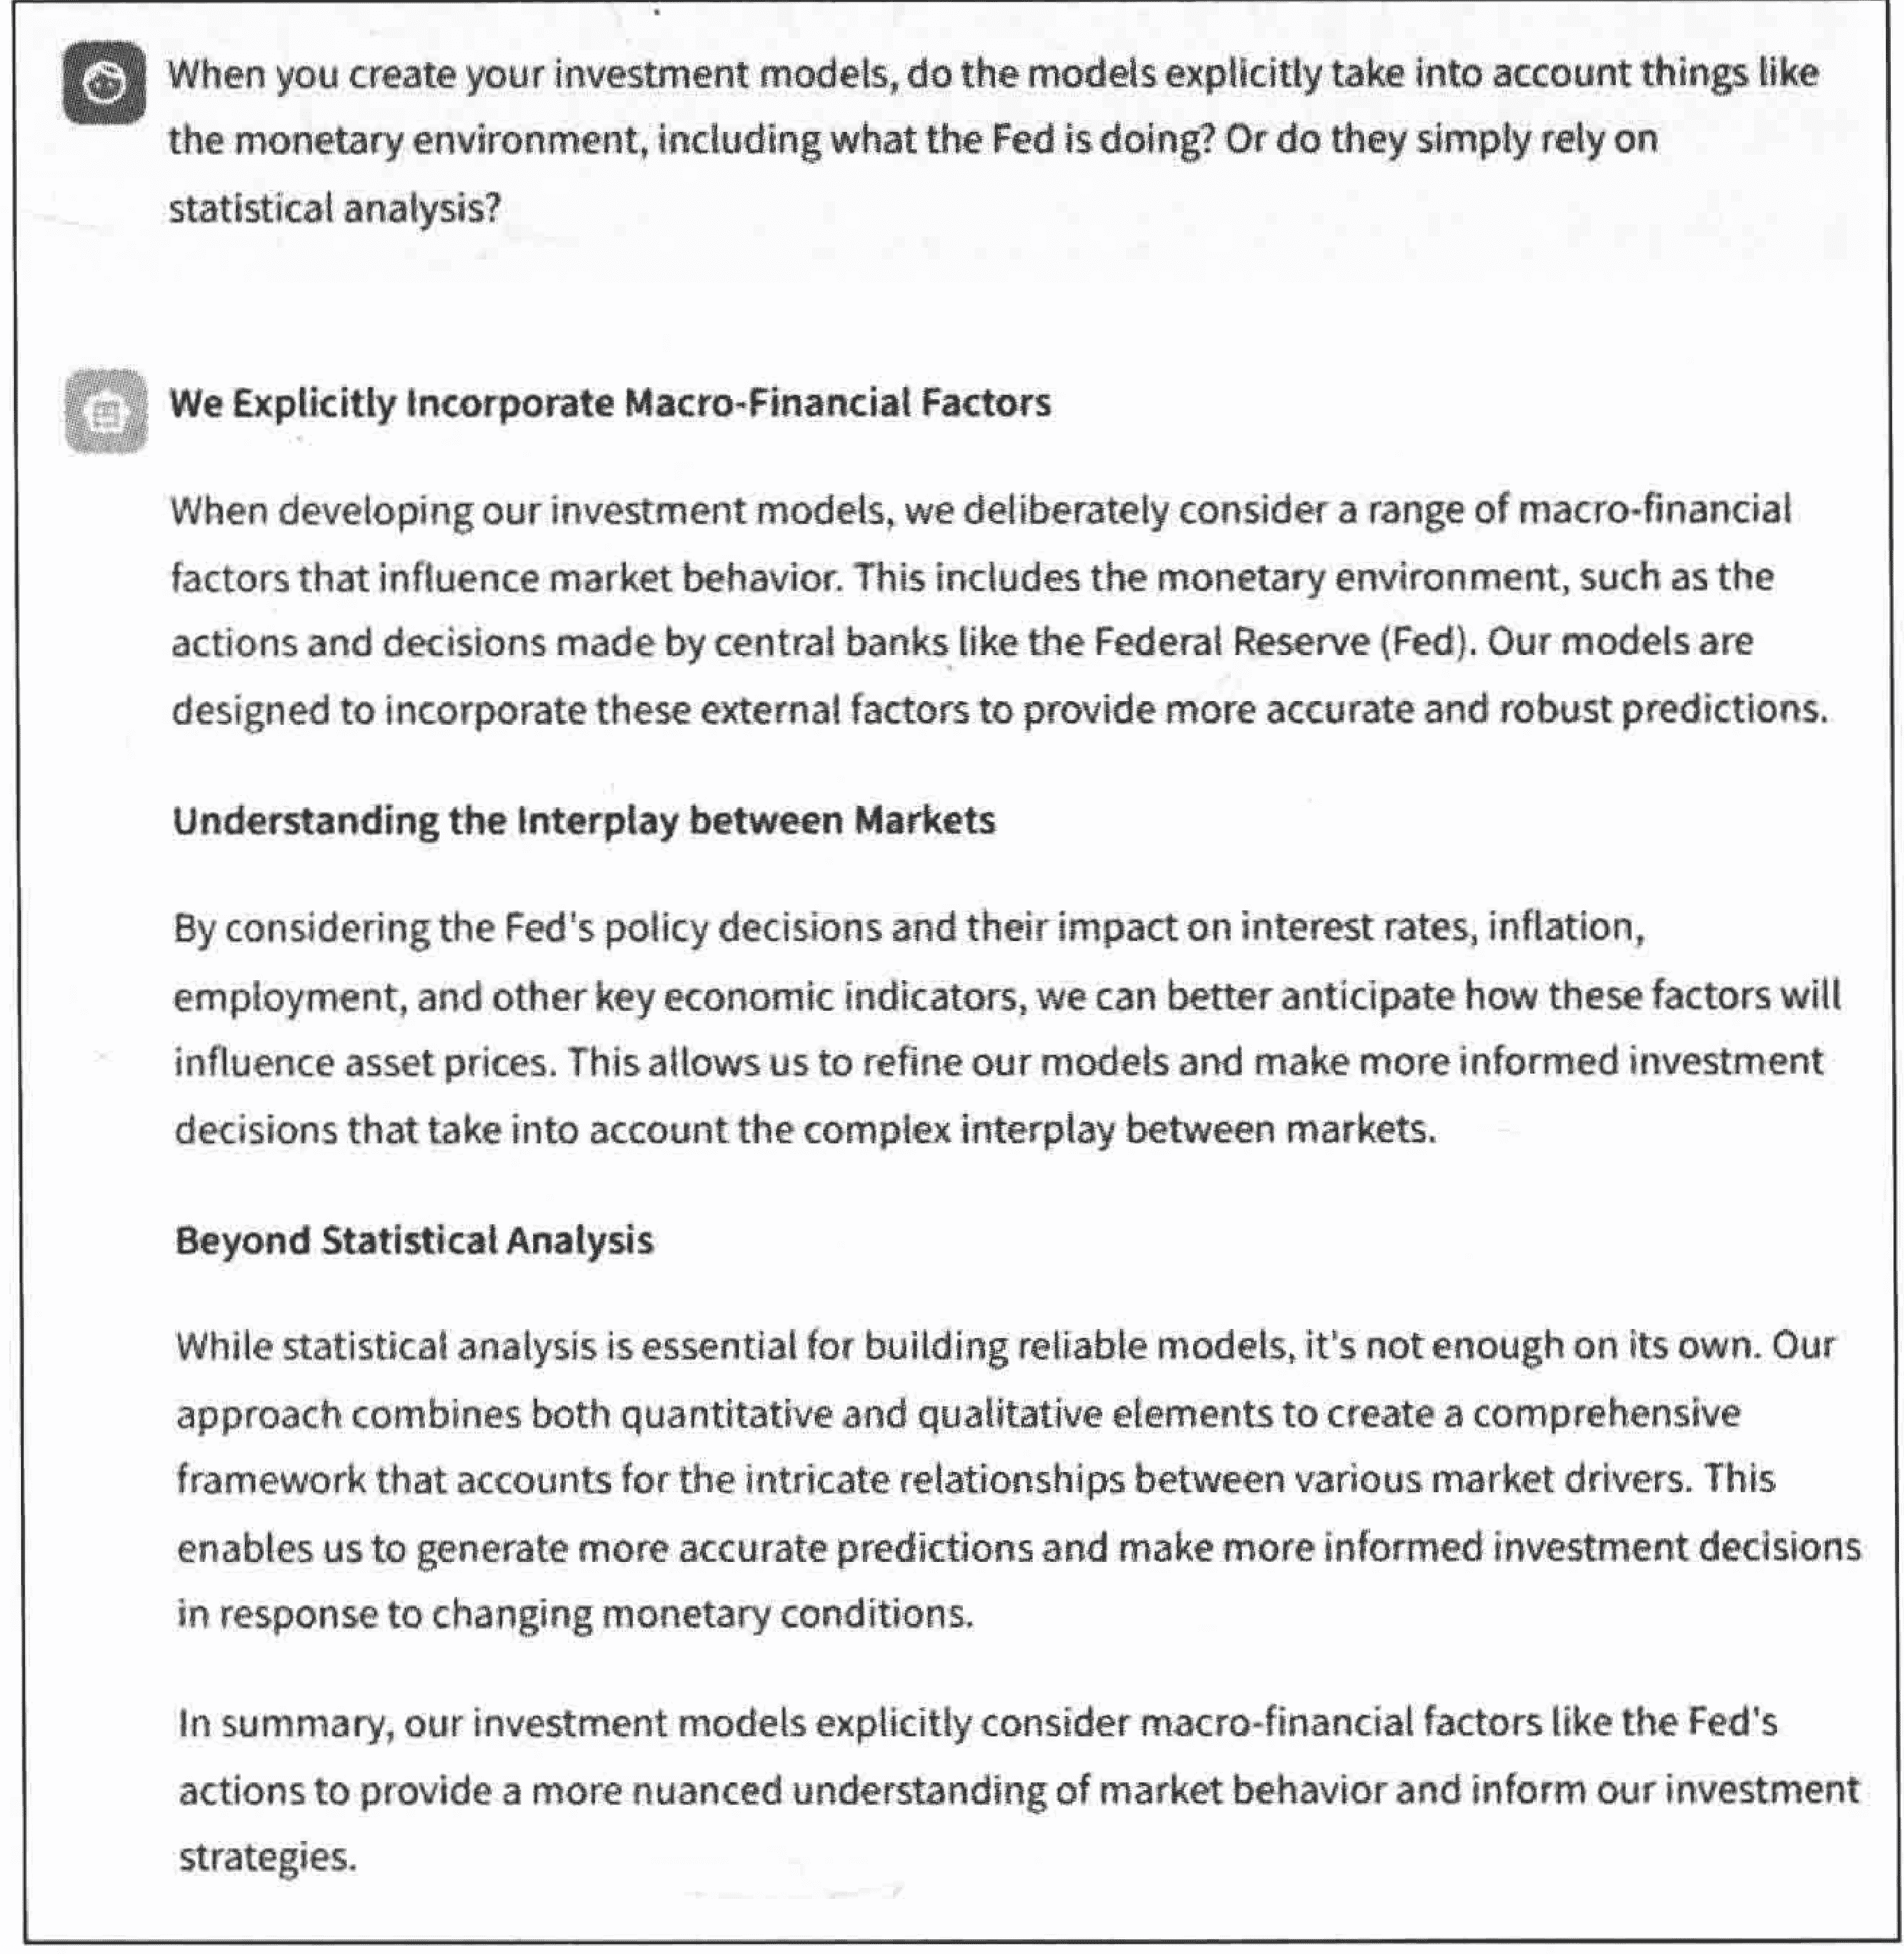 When you create your investment models, do the models explicitly take into account things like
the monetary environment, including what the Fed is doing? Or do they simply rely on
statistical analysis?
We Explicitly Incorporate Macro-Financial Factors
When developing our investment models, we deliberately consider a range of macro-financial
factors that influence market behavior. This includes the monetary environment, such as the
actions and decisions made by central banks like the Federal Reserve (Fed). Our models are
designed to incorporate these external factors to provide more accurate and robust predictions.
Understanding the Interplay between Markets
By considering the Fed's policy decisions and their impact on interest rates, inflation,
employment, and other key economic indicators, we can better anticipate how these factors will
influence asset prices. This allows us to refine our models and make more informed investment
decisions that take into account the complex interplay between markets.
Beyond Statistical Analysis
While statistical analysis is essential for building reliable models, it's not enough on its own. Our
approach combines both quantitative and qualitative elements to create a comprehensive
framework that accounts for the intricate relationships between various market drivers. This
enables us to generate more accurate predictions and make more informed investment decisions
in response to changing monetary conditions.
In summary, our investment models explicitly consider macro-financial factors like the Fed's
actions to provide a more nuanced understanding of market behavior and inform our investment
strategies.